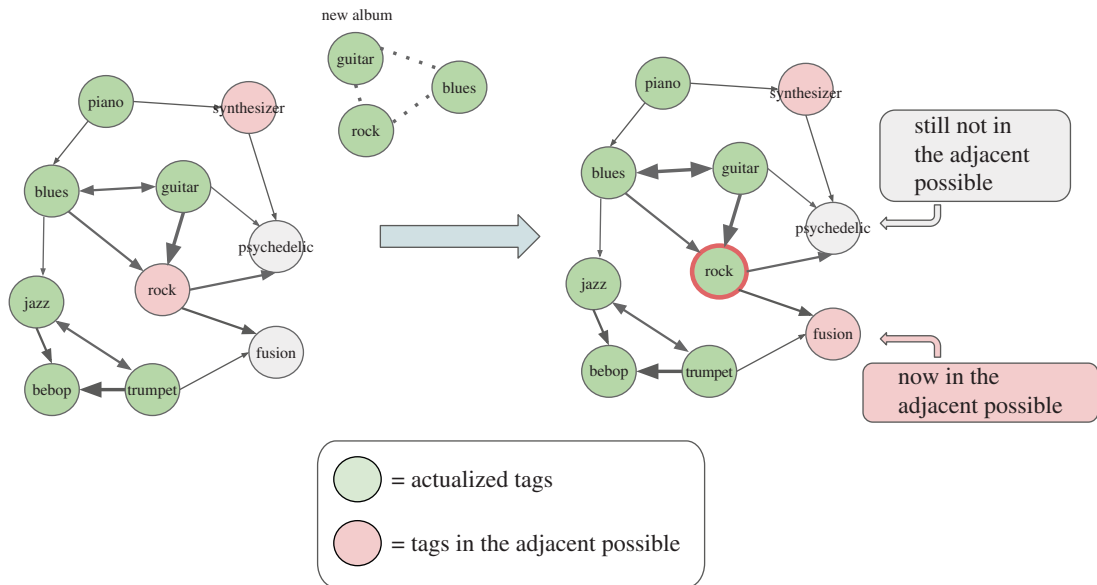 new album
guitar
blues
rock
piano
synthesizer
blues
guitar
psychedelic
rock
jazz
fusion
bebop
trumpet
piano
synthesizer
blues
guitar
psychedelic
rock
jazz
fusion
bebop
trumpet
still not in
the adjacent
possible
now in the
adjacent possible
= actualized tags
= tags in the adjacent possible